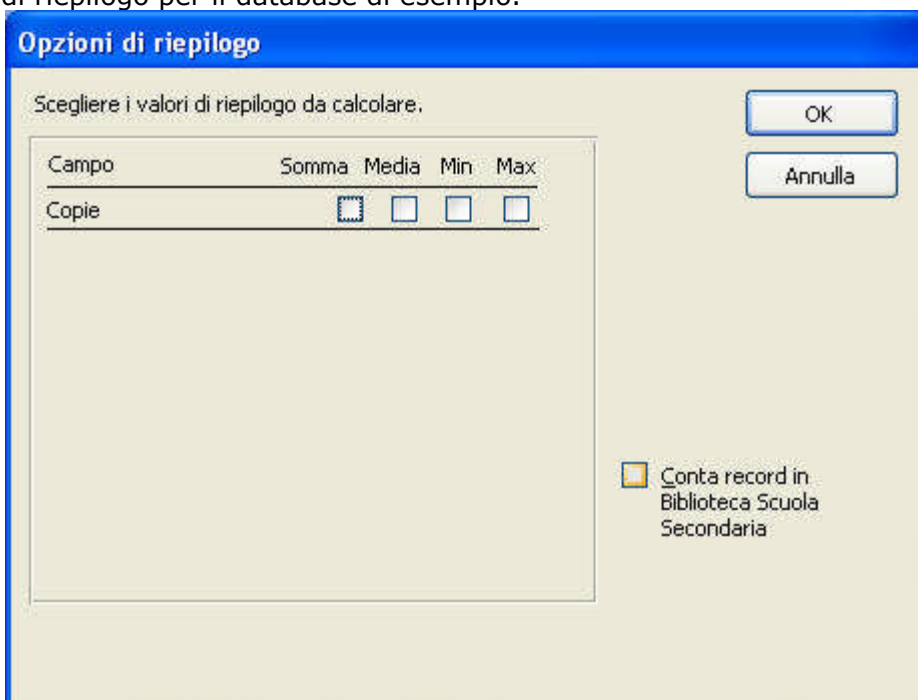 di riepilogo per il database di esempio.
Opzioni di riepilogo
Scegliere i valori di riepilogo da calcolare.
OK
Annulla
Campo Somma Media Min Max
Copie
Conta record in
Biblioteca Scuola
Secondaria